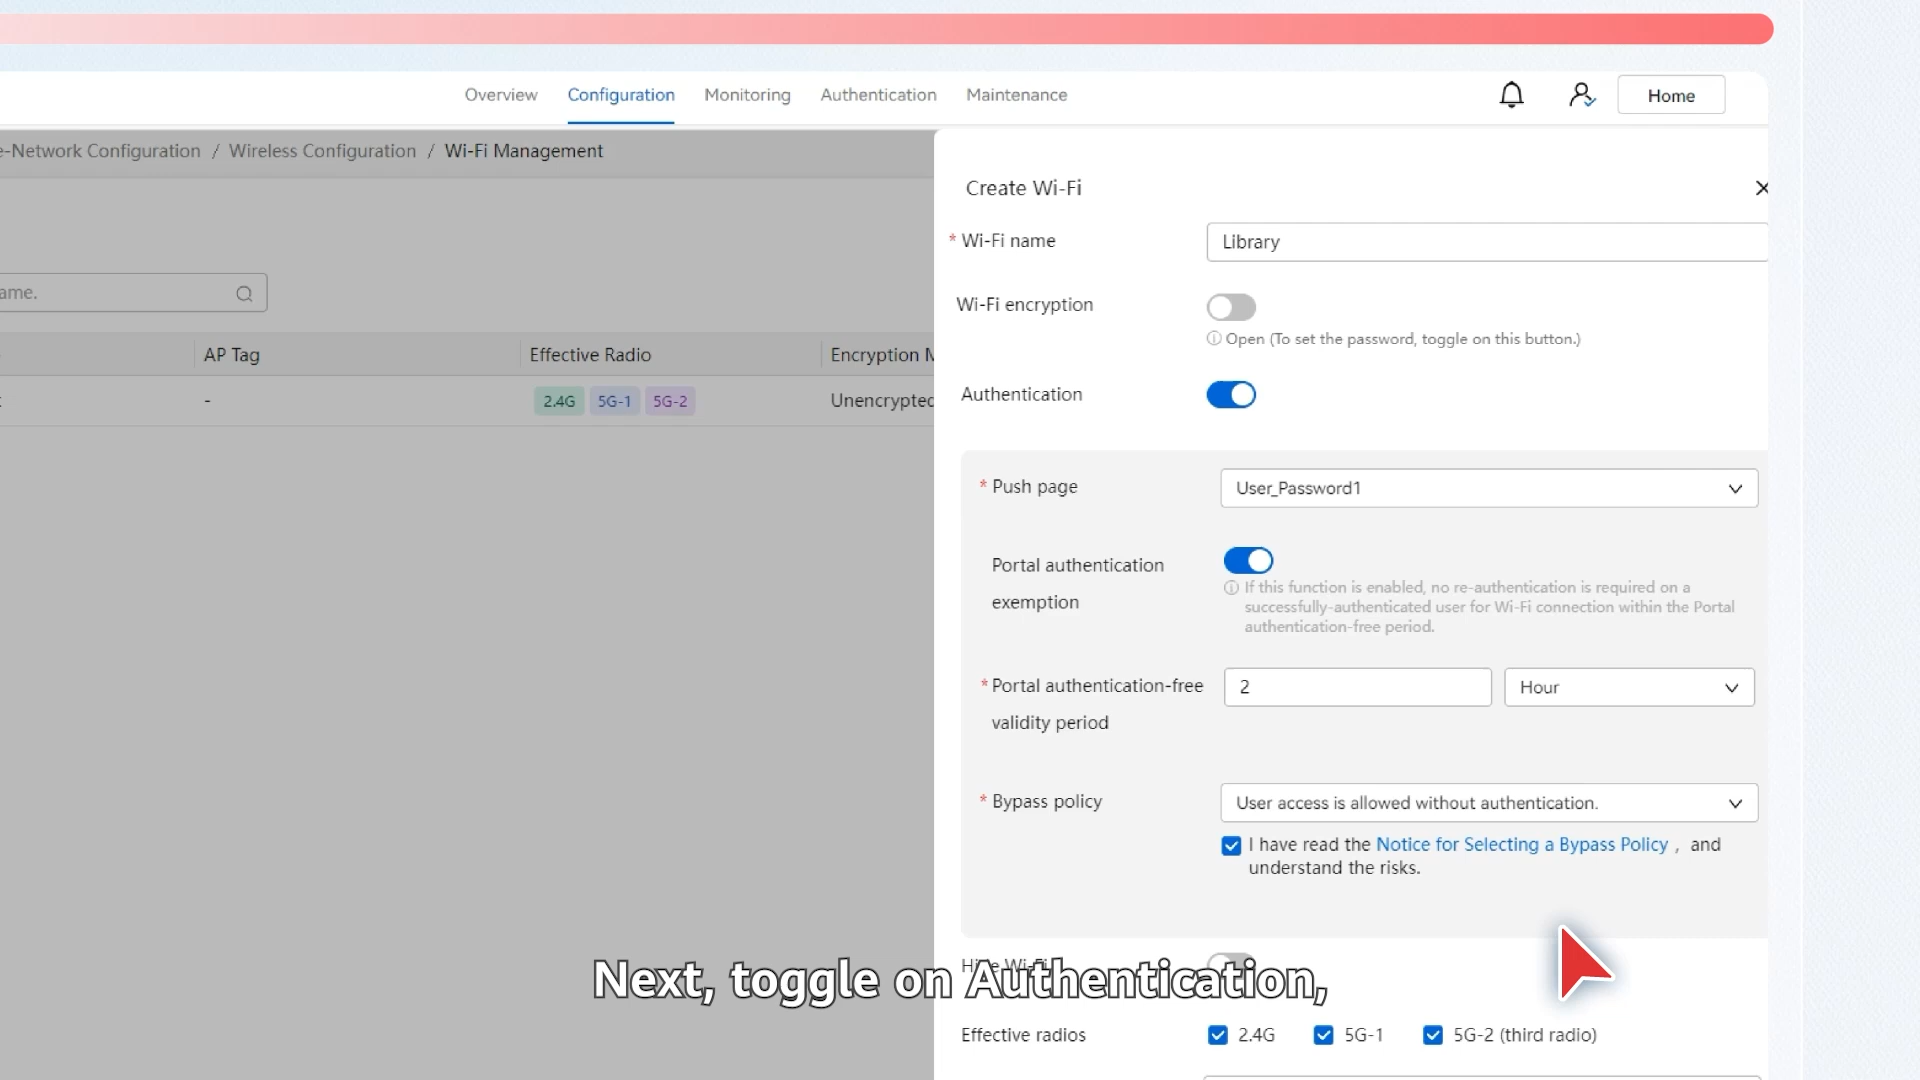 Overview Configuration Monitoring Authentication Maintenance Home
e-Network Configuration / Wireless Configuration / Wi-Fi Management
Create Wi-Fi
* Wi-Fi name Library
ame.
Wi-Fi encryption
Open (To set the password, toggle on this button.)
AP Tag Effective Radio Encryption M
- 2.4G 5G-1 5G-2 Unencrypted
Authentication
* Push page User_Password1
Portal authentication
exemption
If this function is enabled, no re-authentication is required on a
successfully-authenticated user for Wi-Fi connection within the Portal
authentication-free period.
* Portal authentication-free
validity period
2 Hour
* Bypass policy User access is allowed without authentication.
I have read the Notice for Selecting a Bypass Policy , and
understand the risks.
Hide Wi-Fi
Next, toggle on Authentication,
Effective radios 2.4G 5G-1 5G-2 (third radio)